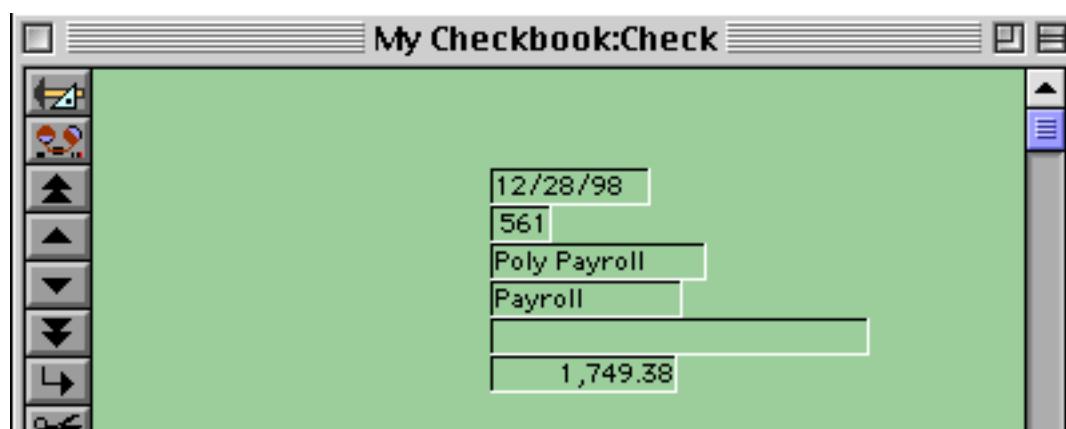 My Checkbook:Check
12/28/98
561
Poly Payroll
Payroll
1,749.38